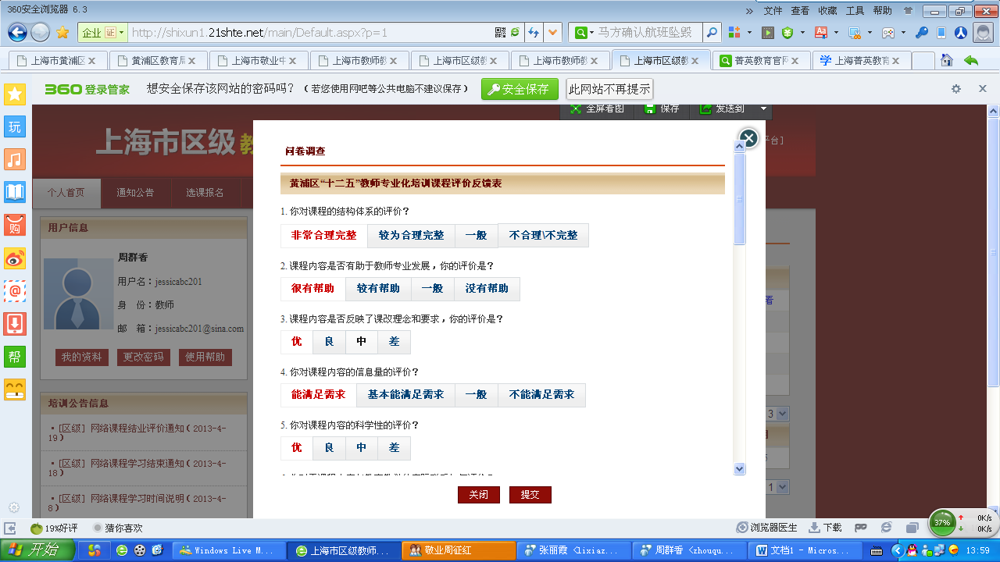 360安全浏览器 6.3
» 文件 查看 收藏 工具 帮助
企业 证 http://shixun1.21shte.net/main/Default.aspx?p=1
马方确认航班坠毁
上海市黄浦区 黄浦区教育局 上海市敬业中 上海市教师教 上海市区级教 上海市教师教 上海市区级教 菁英教育官网 上海菁英教育
360 登录管家 想安全保存该网站的密码吗？（若您使用网吧等公共电脑不建议保存） 安全保存 此网站不再提示
全屏看图 保存 发送到
玩
购
帮
上海市区级教
平台]
个人首页 通知公告 选课报名
用户信息
周群香
用户名：jessicabc201
身 份：教师
邮 箱：jessicabc201@sina.com
我的资料 更改密码 使用帮助
培训公告信息
• [区级] 网络课程结业评价通知(2013-4-
19)
• [区级] 网络课程学习结束通知(2013-4-
18)
• [区级] 网络课程学习时间说明(2013-4-
8)
问卷调查
黄浦区“十二五”教师专业化培训课程评价反馈表
1. 你对课程的结构体系的评价?
非常合理完整 较为合理完整 一般 不合理\不完整
2. 课程内容是否有助于教师专业发展，你的评价是?
很有帮助 较有帮助 一般 没有帮助
3. 课程内容是否反映了课改理念和要求，你的评价是?
优 良 中 差
4. 你对课程内容的信息量的评价?
能满足需求 基本能满足需求 一般 不能满足需求
5. 你对课程内容的科学性的评价?
优 良 中 差
关闭 提交
看
3
1
19%好评 猜你喜欢
浏览器医生 下载
37% 0K/s
0K/s
开始 Windows Live M... 上海市区级教师... 敬业周征红 张丽霞 <lixiaz... 周群香 <zhouqu... 文档1 - Micros... 13:59